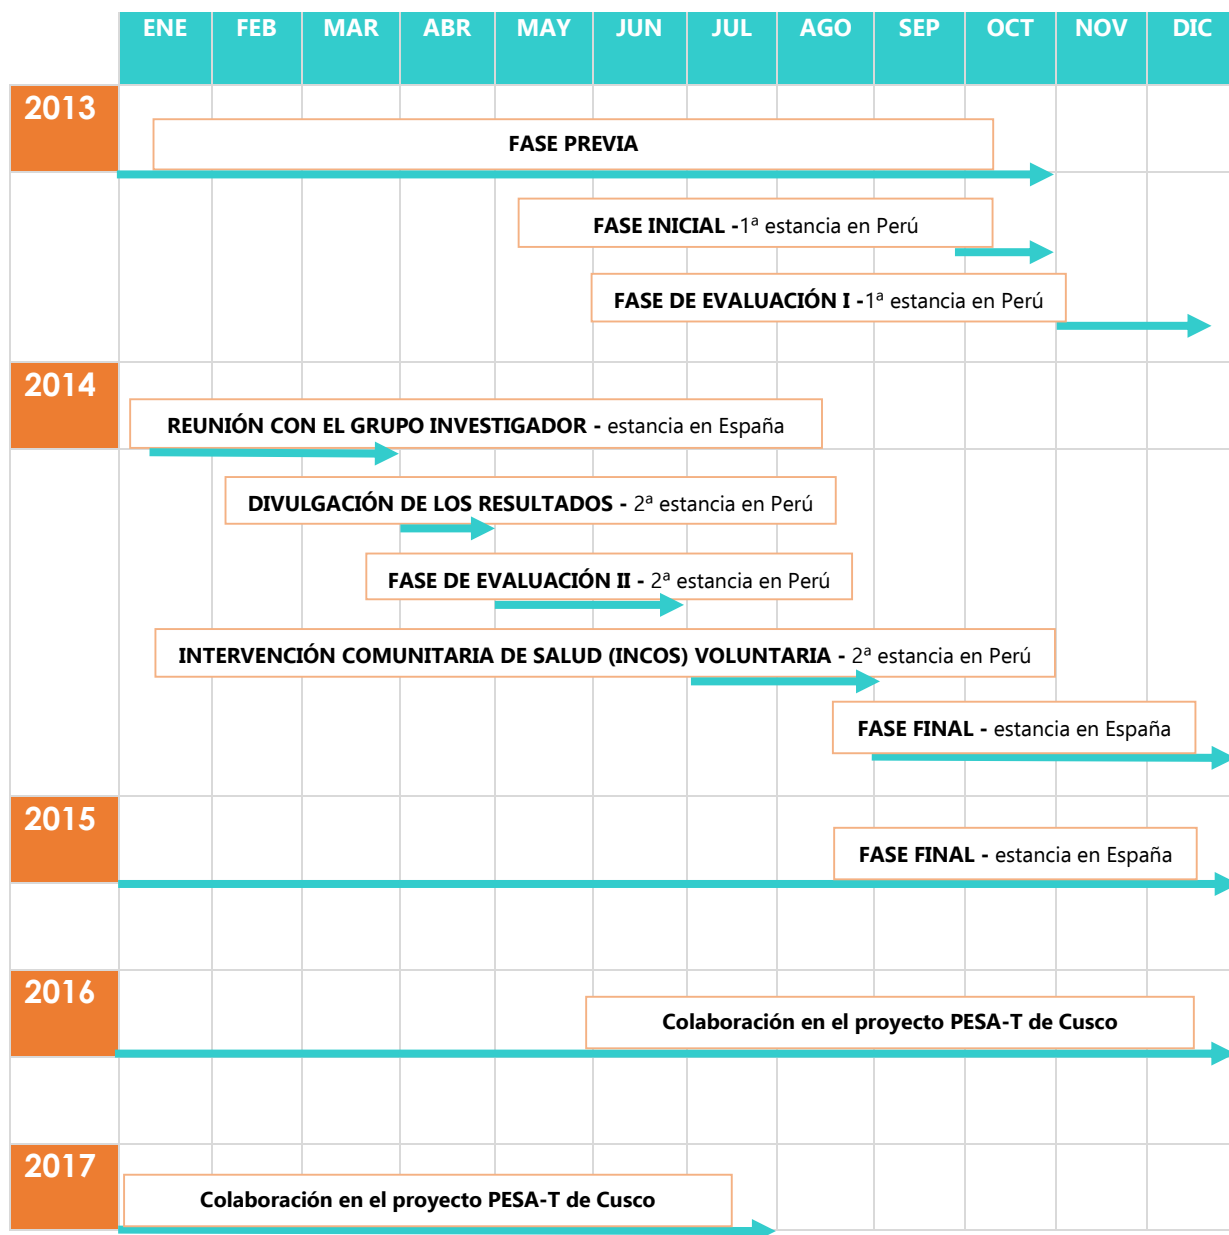 ENE FEB MAR ABR MAY JUN JUL AGO SEP OCT NOV DIC
2013
FASE PREVIA
FASE INICIAL -1ª estancia en Perú
FASE DE EVALUACIÓN I -1ª estancia en Perú
2014
REUNIÓN CON EL GRUPO INVESTIGADOR - estancia en España
DIVULGACIÓN DE LOS RESULTADOS - 2ª estancia en Perú
FASE DE EVALUACIÓN II - 2ª estancia en Perú
INTERVENCIÓN COMUNITARIA DE SALUD (INCOS) VOLUNTARIA - 2ª estancia en Perú
FASE FINAL - estancia en España
2015
FASE FINAL - estancia en España
2016
Colaboración en el proyecto PESA-T de Cusco
2017
Colaboración en el proyecto PESA-T de Cusco